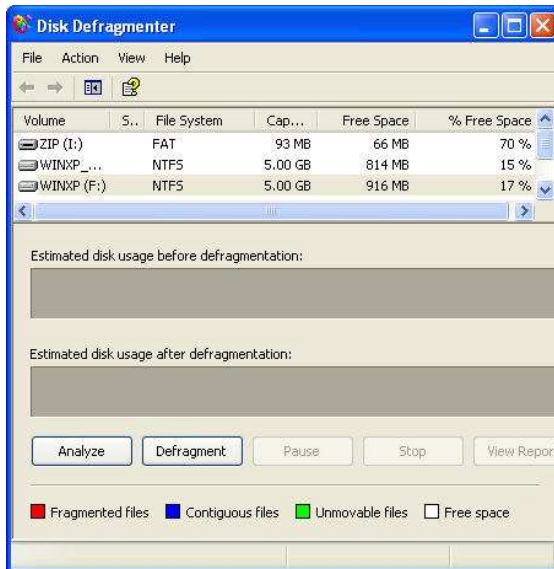 Disk Defragmenter
File Action View Help
Volume S.. File System Cap... Free Space % Free Space
ZIP (I:) FAT 93 MB 66 MB 70 %
WINXP_... NTFS 5.00 GB 814 MB 15 %
WINXP (F:) NTFS 5.00 GB 916 MB 17 %
Estimated disk usage before defragmentation:
Estimated disk usage after defragmentation:
Analyze Defragment Pause Stop View Repor
Fragmented files Contiguous files Unmovable files Free space